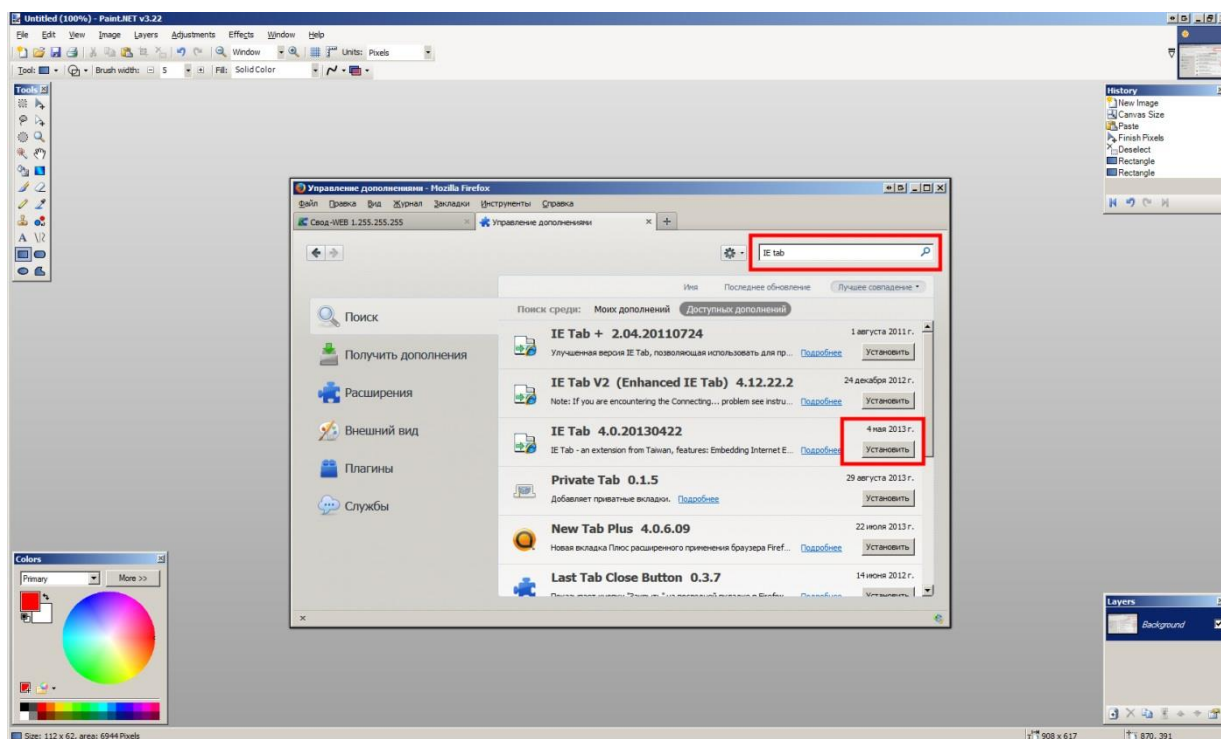 Untitled (100%) - Paint.NET v3.22
File Edit View Image Layers Adjustments Effects Window Help
Window Units: Pixels
Tool: Brush width: 5 Fill: Solid Color
Tools
History
New Image
Canvas Size
Paste
Finish Pixels
Deselect
Rectangle
Rectangle
Управление дополнениями - Mozilla Firefox
Файл Правка Вид Журнал Закладки Инструменты Справка
Свод-WEB 1.255.255.255 Управление дополнениями
IE tab
Имя Последнее обновление Лучшее совпадение
Поиск среди: Моих дополнений Доступных дополнений
Поиск
Получить дополнения
Расширения
Внешний вид
Плагины
Службы
IE Tab + 2.04.20110724 1 августа 2011 г.
Улучшенная версия IE Tab, позволяющая использовать для пр... Подробнее Установить
IE Tab V2 (Enhanced IE Tab) 4.12.22.2 24 декабря 2012 г.
Note: If you are encountering the Connecting... problem see instru... Подробнее Установить
IE Tab 4.0.20130422 4 мая 2013 г.
IE Tab - an extension from Taiwan, features: Embedding Internet E... Подробнее Установить
Private Tab 0.1.5 29 августа 2013 г.
Добавляет приватные вкладки. Подробнее Установить
New Tab Plus 4.0.6.09 22 июля 2013 г.
Новая вкладка Плюс расширенного применения браузера Firef... Подробнее Установить
Last Tab Close Button 0.3.7 14 июня 2012 г.
Colors
Primary More >>
Layers
Background
Size: 112 x 62, area: 6944 Pixels 908 x 617 870, 391